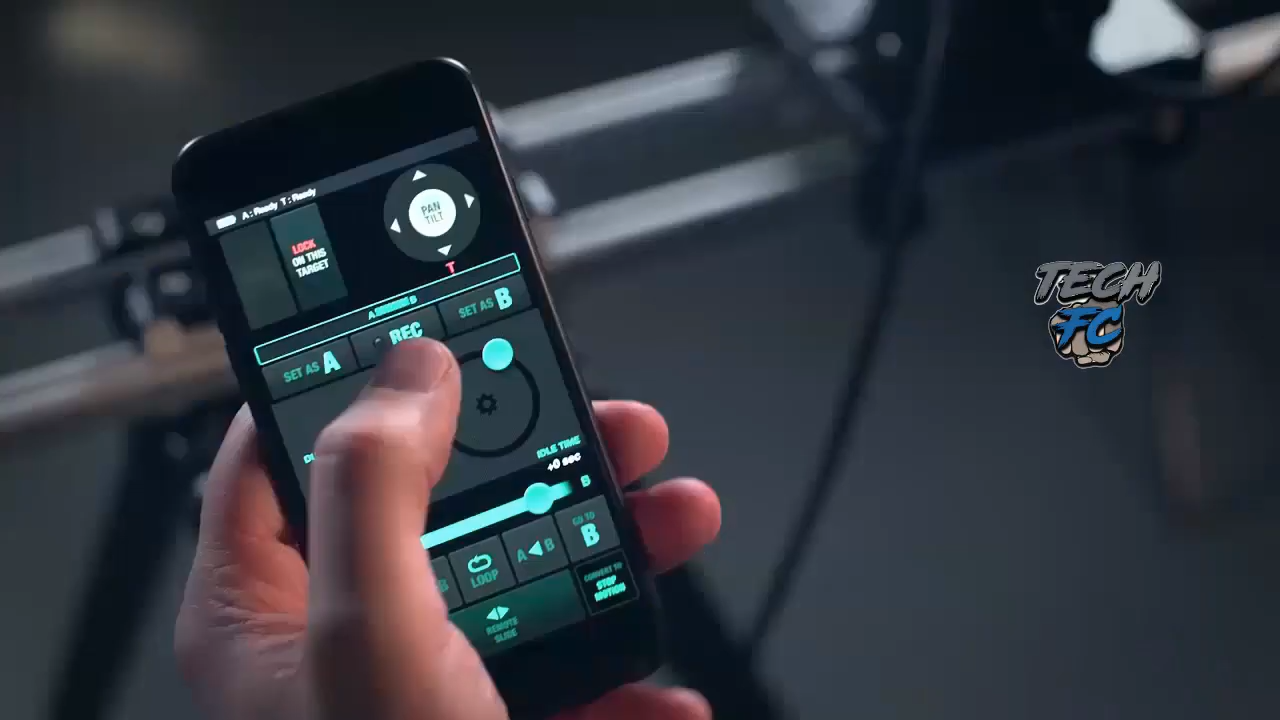 A : Ready T : Ready
PAN
TILT
LOCK
ON THIS
TARGET
T
A B
SET AS A
REC
SET AS B
IDLE TIME
+0 sec
B
B
LOOP
A B
GO TO
B
CONVERT TO
STOP
MOTION
REMOTE
SLIDE
TECH
FC